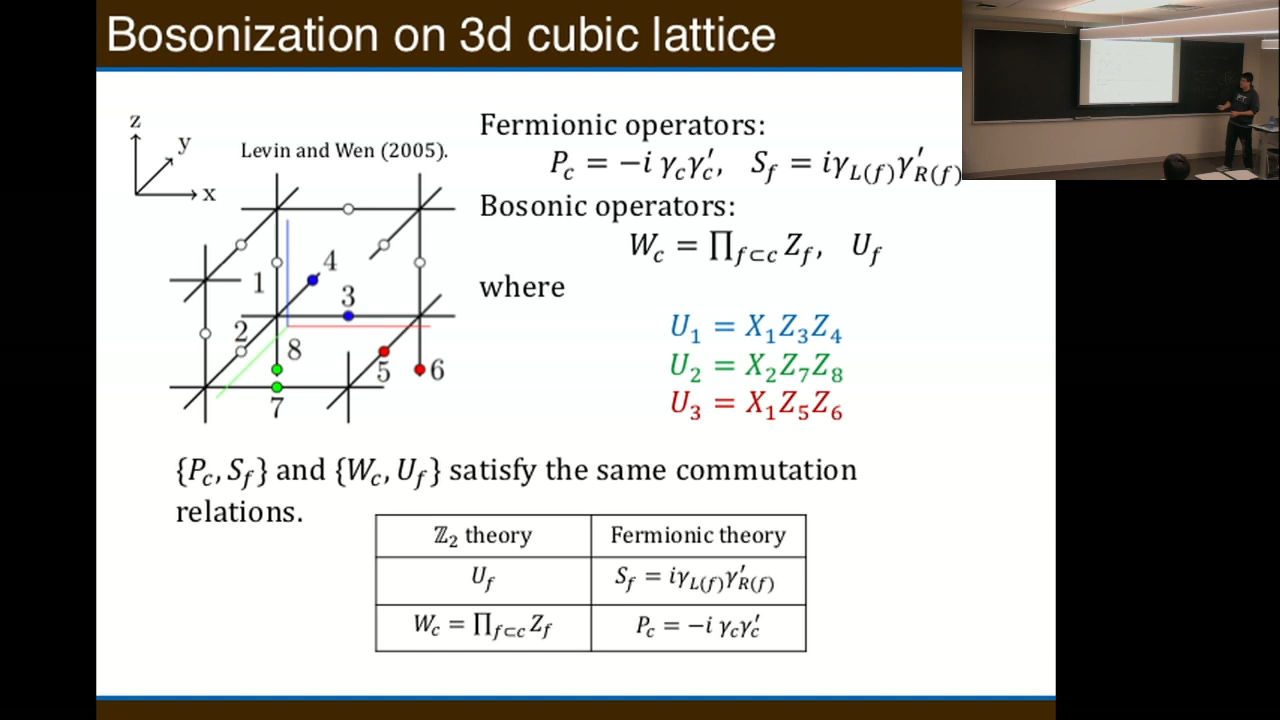 Bosonization on 3d cubic lattice
z
y
x
Levin and Wen (2005).
1
4
3
2
8
5
6
7
Fermionic operators:
P_c = −i γ_cγ′_c, S_f = iγ_{L(f)}γ′_{R(f)}
Bosonic operators:
W_c = ∏_{f⊂c} Z_f, U_f
where
U_1 = X_1Z_3Z_4
U_2 = X_2Z_7Z_8
U_3 = X_1Z_5Z_6
{P_c, S_f} and {W_c, U_f} satisfy the same commutation
relations.
ℤ_2 theory Fermionic theory
U_f S_f = iγ_{L(f)}γ′_{R(f)}
W_c = ∏_{f⊂c} Z_f P_c = −i γ_cγ′_c